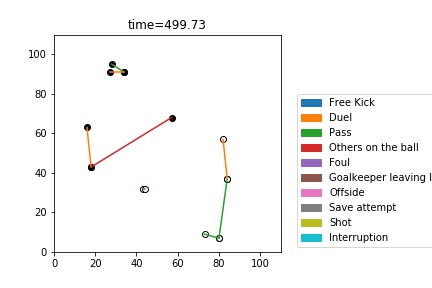 time=499.73
100
80
60
40
20
0
0 20 40 60 80 100
Free Kick
Duel
Pass
Others on the ball
Foul
Goalkeeper leaving l
Offside
Save attempt
Shot
Interruption